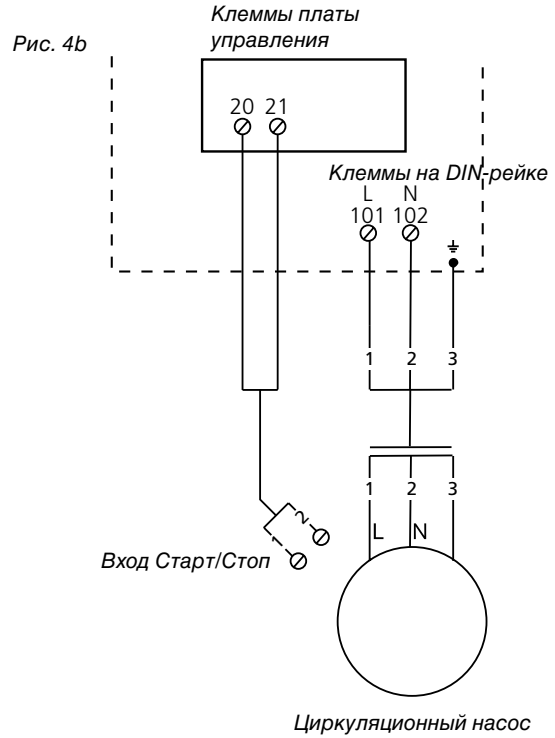 Рис. 4b
Клеммы платы
управления
20 21
Клеммы на DIN-рейке
L N
101 102
1 2 3
1 2 3
L N
1 2
Вход Старт/Стоп
Циркуляционный насос